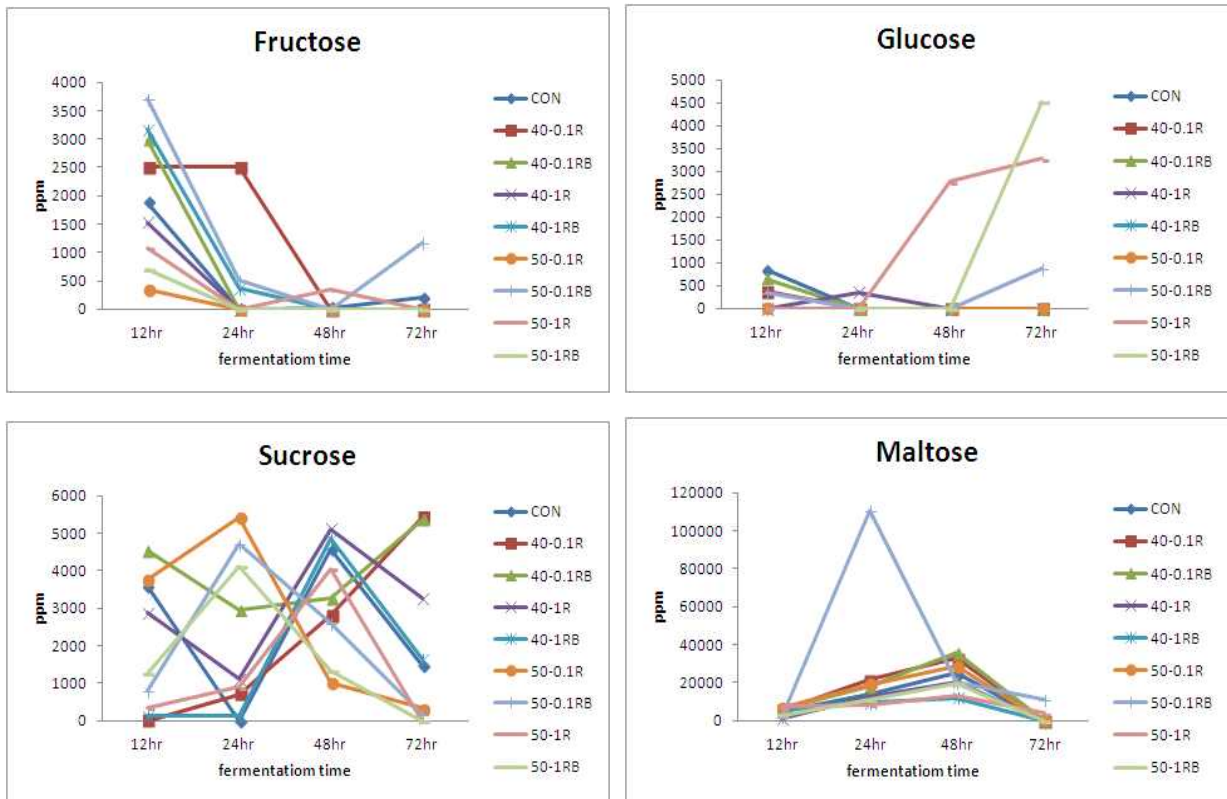 Fructose
ppm
4000
3500
3000
2500
2000
1500
1000
500
0
12hr 24hr 48hr 72hr
fermentatiom time
CON
40-0.1R
40-0.1RB
40-1R
40-1RB
50-0.1R
50-0.1RB
50-1R
50-1RB
Glucose
ppm
5000
4500
4000
3500
3000
2500
2000
1500
1000
500
0
12hr 24hr 48hr 72hr
fermentatiom time
CON
40-0.1R
40-0.1RB
40-1R
40-1RB
50-0.1R
50-0.1RB
50-1R
50-1RB
Sucrose
ppm
6000
5000
4000
3000
2000
1000
0
12hr 24hr 48hr 72hr
fermentatiom time
CON
40-0.1R
40-0.1RB
40-1R
40-1RB
50-0.1R
50-0.1RB
50-1R
50-1RB
Maltose
ppm
120000
100000
80000
60000
40000
20000
0
12hr 24hr 48hr 72hr
fermentatiom time
CON
40-0.1R
40-0.1RB
40-1R
40-1RB
50-0.1R
50-0.1RB
50-1R
50-1RB